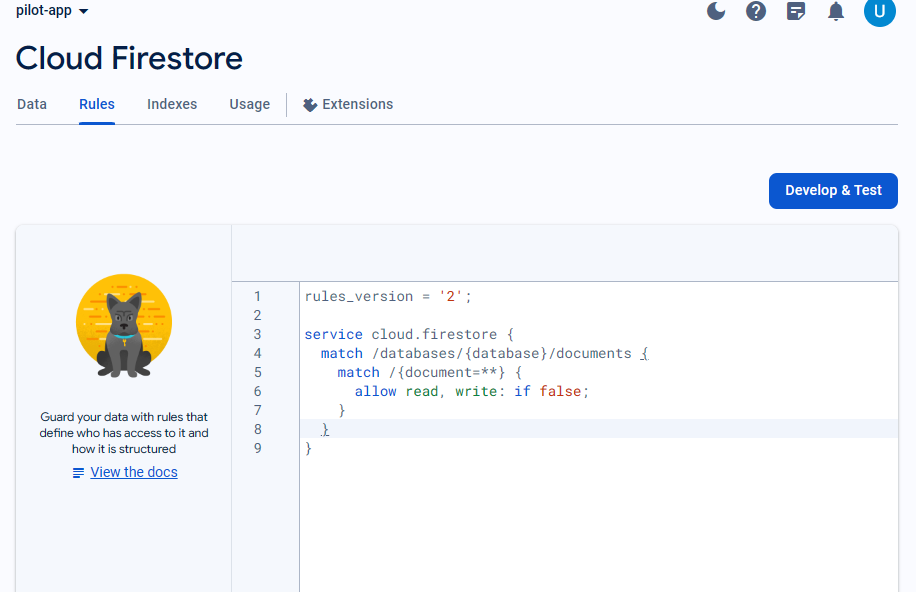 pilot-app
U
Cloud Firestore
Data Rules Indexes Usage Extensions
Develop & Test
Guard your data with rules that
define who has access to it and
how it is structured
View the docs
1 rules_version = '2';
2
3 service cloud.firestore {
4   match /databases/{database}/documents {
5     match /{document=**} {
6       allow read, write: if false;
7     }
8   }
9 }